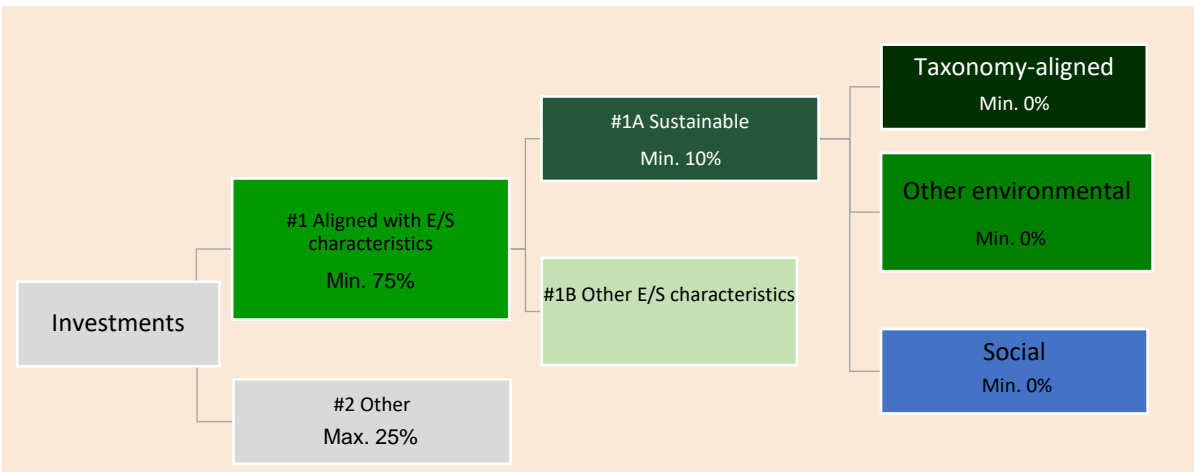 Investments
#1 Aligned with E/S
characteristics
Min. 75%
#2 Other
Max. 25%
#1A Sustainable
Min. 10%
#1B Other E/S characteristics
Taxonomy-aligned
Min. 0%
Other environmental
Min. 0%
Social
Min. 0%